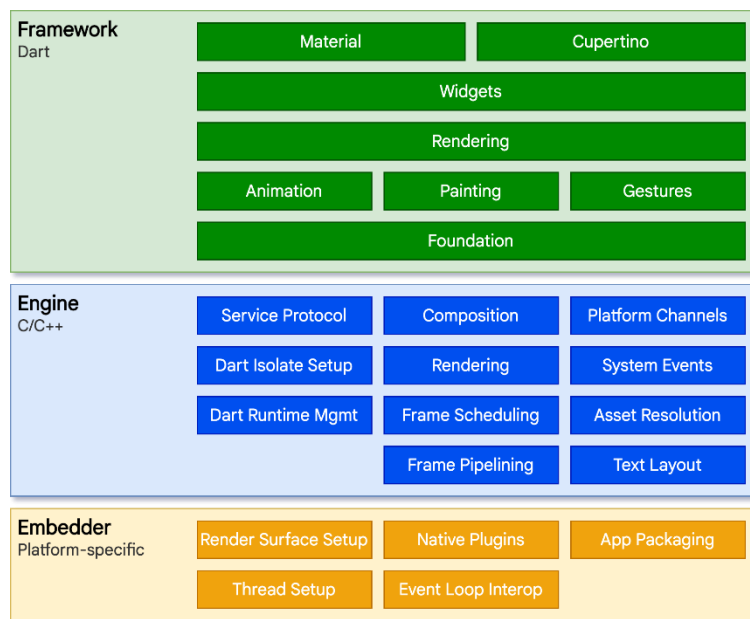 Framework
Dart
Material
Cupertino
Widgets
Rendering
Animation
Painting
Gestures
Foundation
Engine
C/C++
Service Protocol
Composition
Platform Channels
Dart Isolate Setup
Rendering
System Events
Dart Runtime Mgmt
Frame Scheduling
Asset Resolution
Frame Pipelining
Text Layout
Embedder
Platform-specific
Render Surface Setup
Native Plugins
App Packaging
Thread Setup
Event Loop Interop